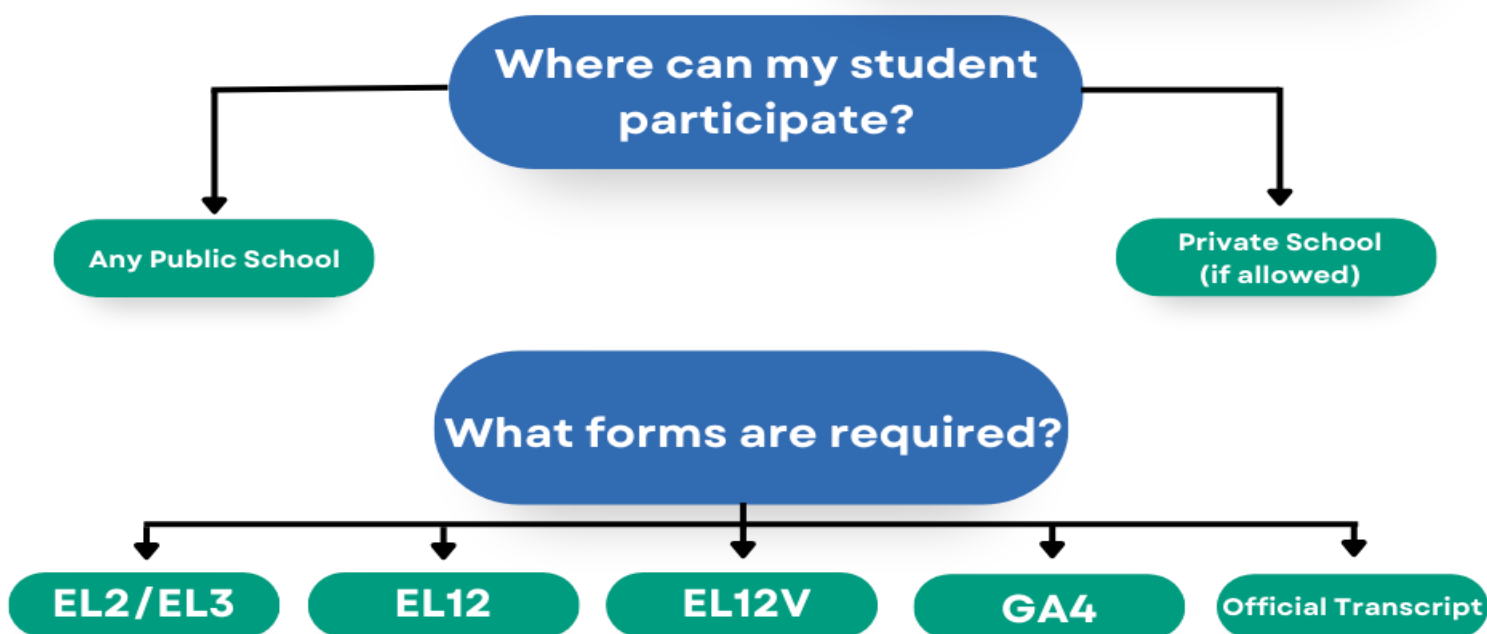 Where can my student
participate?
Any Public School
Private School
(if allowed)
What forms are required?
EL2/EL3
EL12
EL12V
GA4
Official Transcript